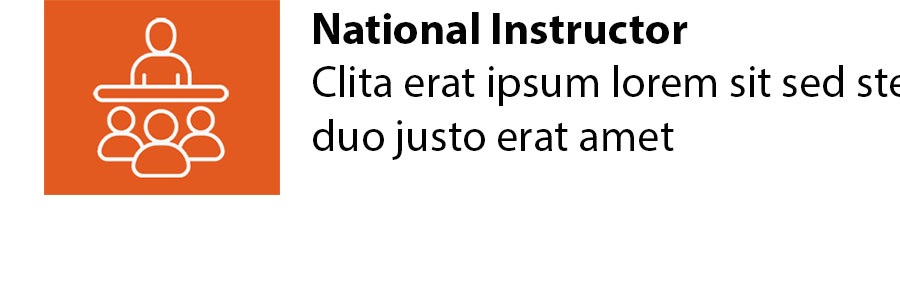 National Instructor
Clita erat ipsum lorem sit sed
duo justo erat amet